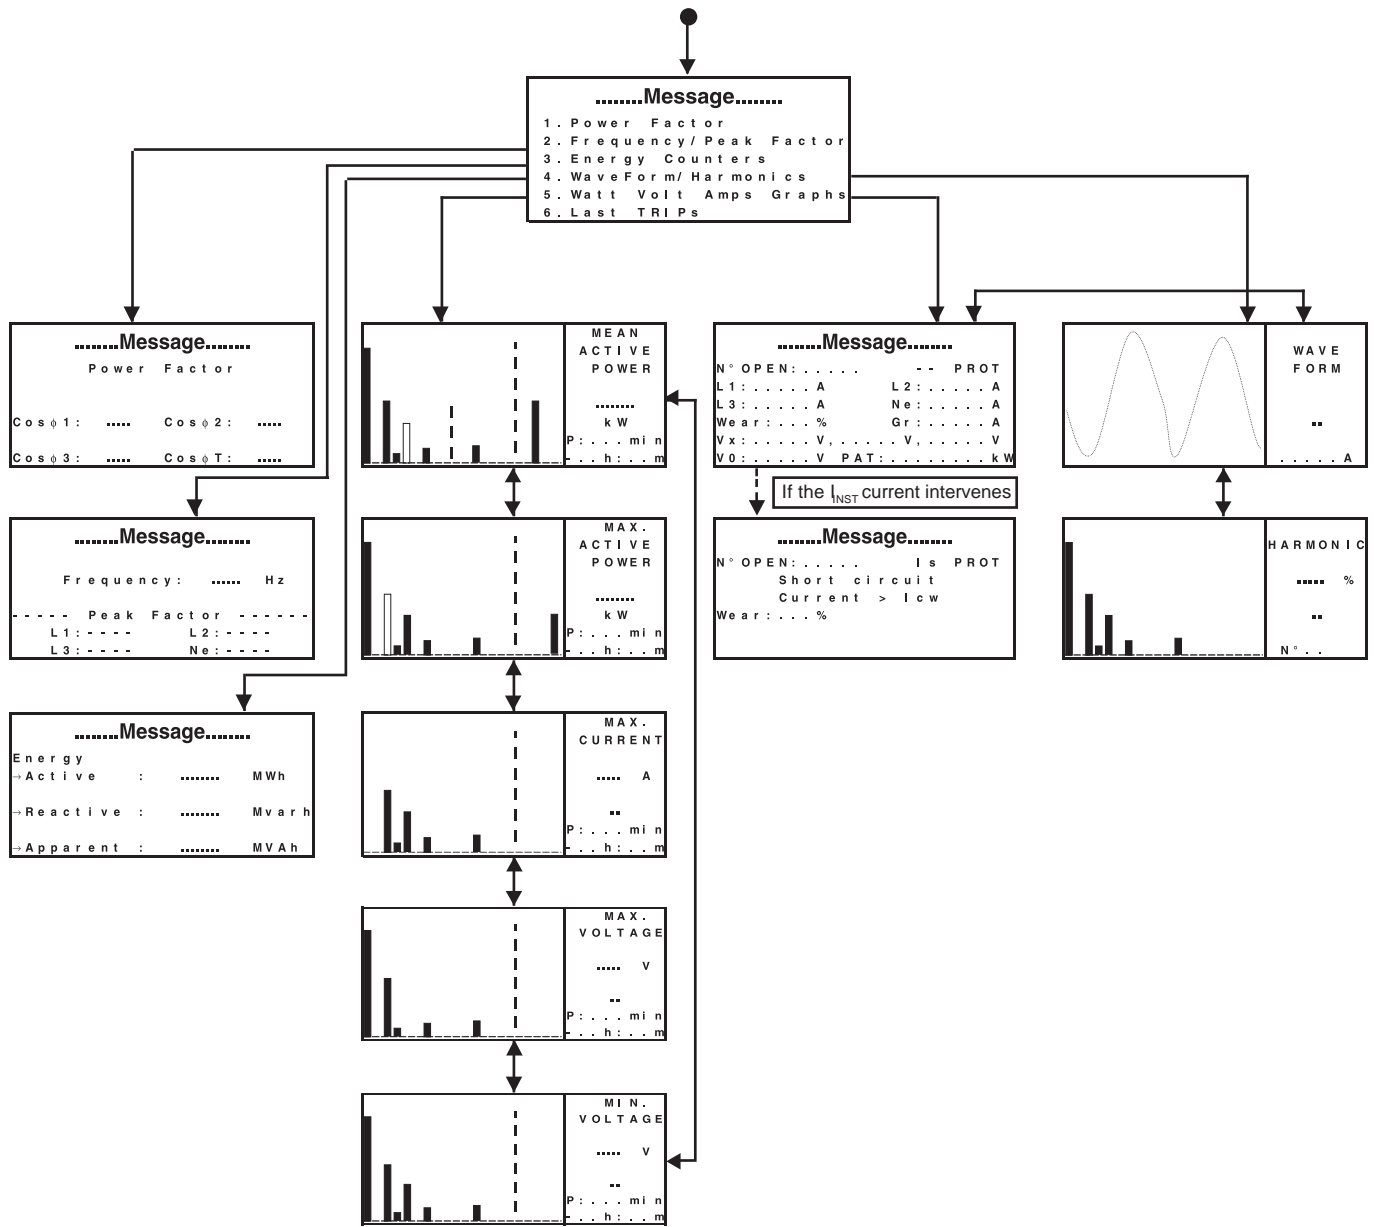 ........Message........
1. Power Factor
2. Frequency/Peak Factor
3. Energy Counters
4. WaveForm/Harmonics
5. Watt Volt Amps Graphs
6. Last TRIPs
........Message........
Power Factor
Cosϕ1: ..... Cosϕ2: .....
Cosϕ3: ..... CosϕT: .....
MEAN
ACTIVE
POWER
........
kW
P:...min
-..h:..m
........Message........
N°OPEN:..... -- PROT
L1:.....A L2:.....A
L3:.....A Ne:.....A
Wear:...% Gr:.....A
Vx:.....V,.....V,.....V
V0:.....V PAT:........kW
WAVE
FORM
..
.....A
If the IINST current intervenes
........Message........
Frequency: ...... Hz
----- Peak Factor ------
L1:---- L2:----
L3:---- Ne:----
MAX.
ACTIVE
POWER
........
kW
P:...min
-..h:..m
........Message........
N°OPEN:..... Is PROT
Short circuit
Current > Icw
Wear:...%
HARMONIC
..... %
..
N°..
........Message........
Energy
→Active : ........ MWh
→Reactive : ........ Mvarh
→Apparent : ........ MVAh
MAX.
CURRENT
..... A
..
P:...min
-..h:..m
MAX.
VOLTAGE
..... V
..
P:...min
-..h:..m
MIN.
VOLTAGE
..... V
..
P:...min
-..h:..m